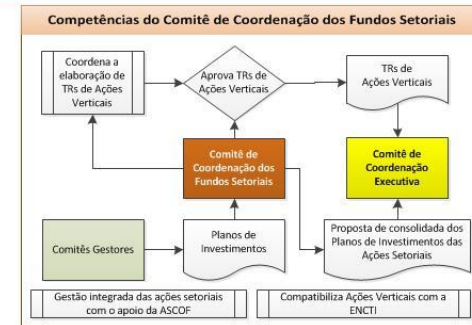 Competências do Comitê de Coordenação dos Fundos Setoriais
Coordena a
elaboração de
TRs de Ações
Verticais
Aprova TRs de
Ações Verticais
TRs de
Ações Verticais
Comitê de
Coordenação dos
Fundos Setoriais
Comitê de
Coordenação
Executiva
Comitês Gestores
Planos de
Investimentos
Proposta de consolidada dos
Planos de Investimentos das
Ações Setoriais
Gestão integrada das ações setoriais
com o apoio da ASCOF
Compatibiliza Ações Verticais com a
ENCTI